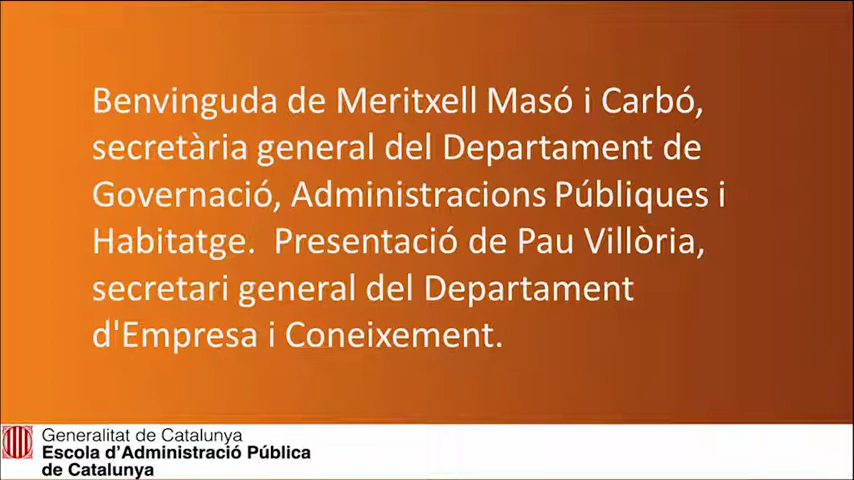 Benvinguda de Meritxell Masó i Carbó,
secretària general del Departament de
Governació, Administracions Públiques i
Habitatge.  Presentació de Pau Villòria,
secretari general del Departament
d'Empresa i Coneixement.
Generalitat de Catalunya
Escola d'Administració Pública
de Catalunya